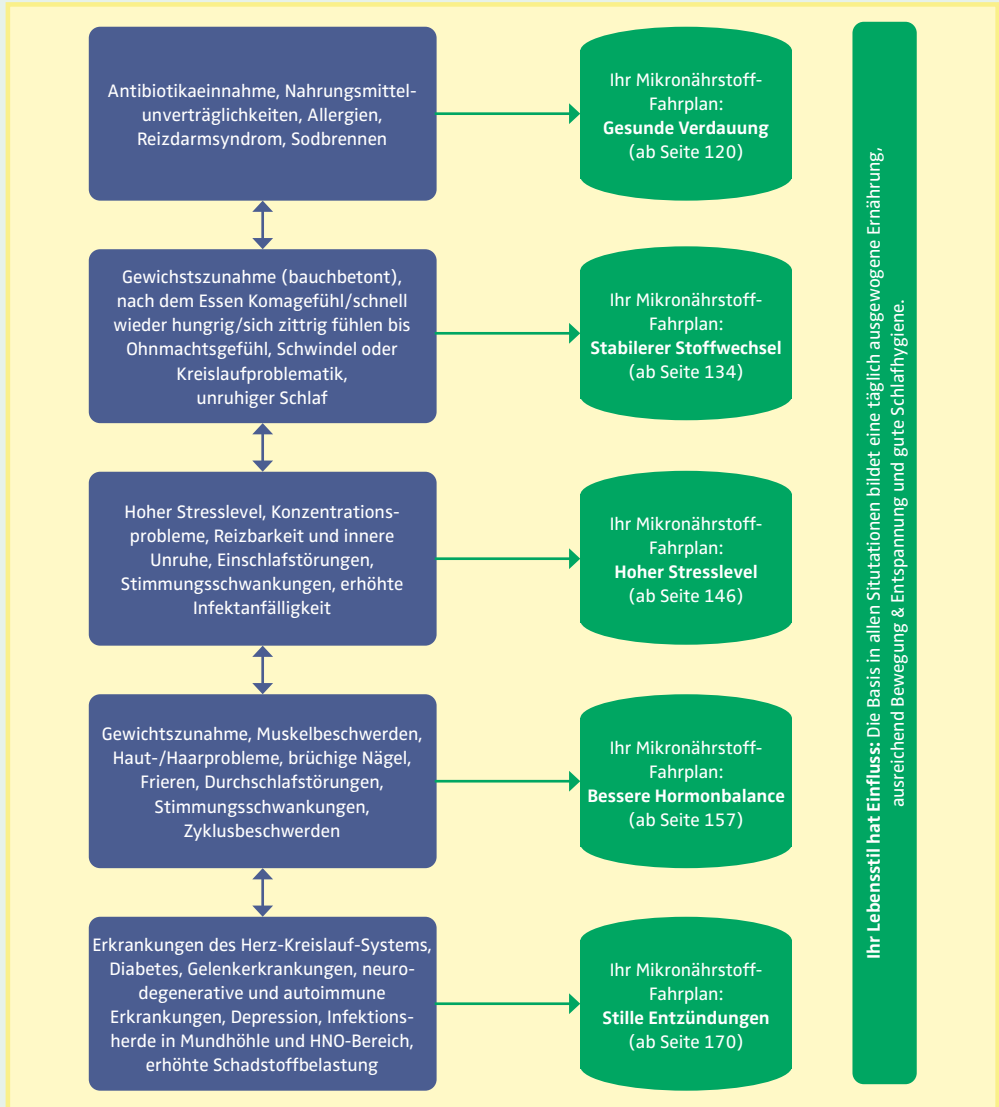 Antibiotikaeinnahme, Nahrungsmittel-
unverträglichkeiten, Allergien,
Reizdarmsyndrom, Sodbrennen
Ihr Mikronährstoff-
Fahrplan:
Gesunde Verdauung
(ab Seite 120)
Gewichstszunahme (bauchbetont),
nach dem Essen Komagefühl/schnell
wieder hungrig/sich zittrig fühlen bis
Ohnmachtsgefühl, Schwindel oder
Kreislaufproblematik,
unruhiger Schlaf
Ihr Mikronährstoff-
Fahrplan:
Stabilerer Stoffwechsel
(ab Seite 134)
Hoher Stresslevel, Konzentrations-
probleme, Reizbarkeit und innere
Unruhe, Einschlafstörungen,
Stimmungsschwankungen, erhöhte
Infektanfälligkeit
Ihr Mikronährstoff-
Fahrplan:
Hoher Stresslevel
(ab Seite 146)
Gewichtszunahme, Muskelbeschwerden,
Haut-/Haarprobleme, brüchige Nägel,
Frieren, Durchschlafstörungen,
Stimmungsschwankungen,
Zyklusbeschwerden
Ihr Mikronährstoff-
Fahrplan:
Bessere Hormonbalance
(ab Seite 157)
Erkrankungen des Herz-Kreislauf-Systems,
Diabetes, Gelenkerkrankungen, neuro-
degenerative und autoimmune
Erkrankungen, Depression, Infektions-
herde in Mundhöhle und HNO-Bereich,
erhöhte Schadstoffbelastung
Ihr Mikronährstoff-
Fahrplan:
Stille Entzündungen
(ab Seite 170)
Ihr Lebensstil hat Einfluss: Die Basis in allen Situtationen bildet eine täglich ausgewogene Ernährung,
ausreichend Bewegung & Entspannung und gute Schlafhygiene.